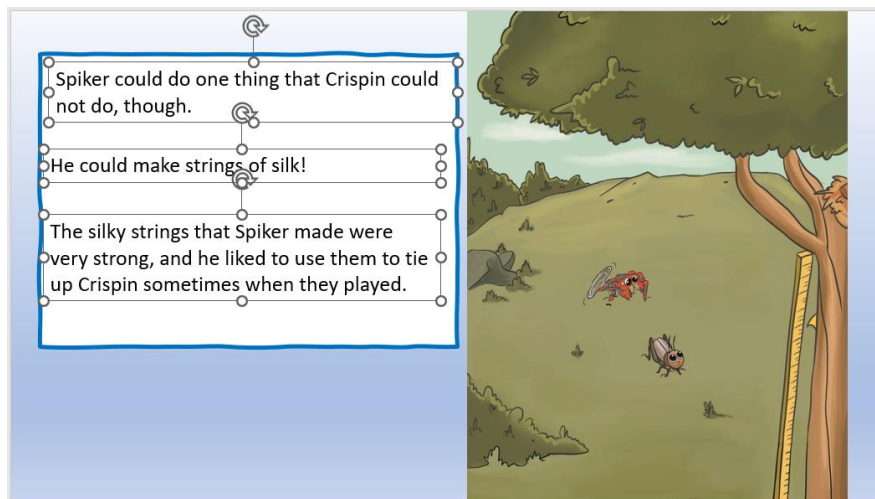 Spiker could do one thing that Crispin could
not do, though.
He could make strings of silk!
The silky strings that Spiker made were
very strong, and he liked to use them to tie
up Crispin sometimes when they played.